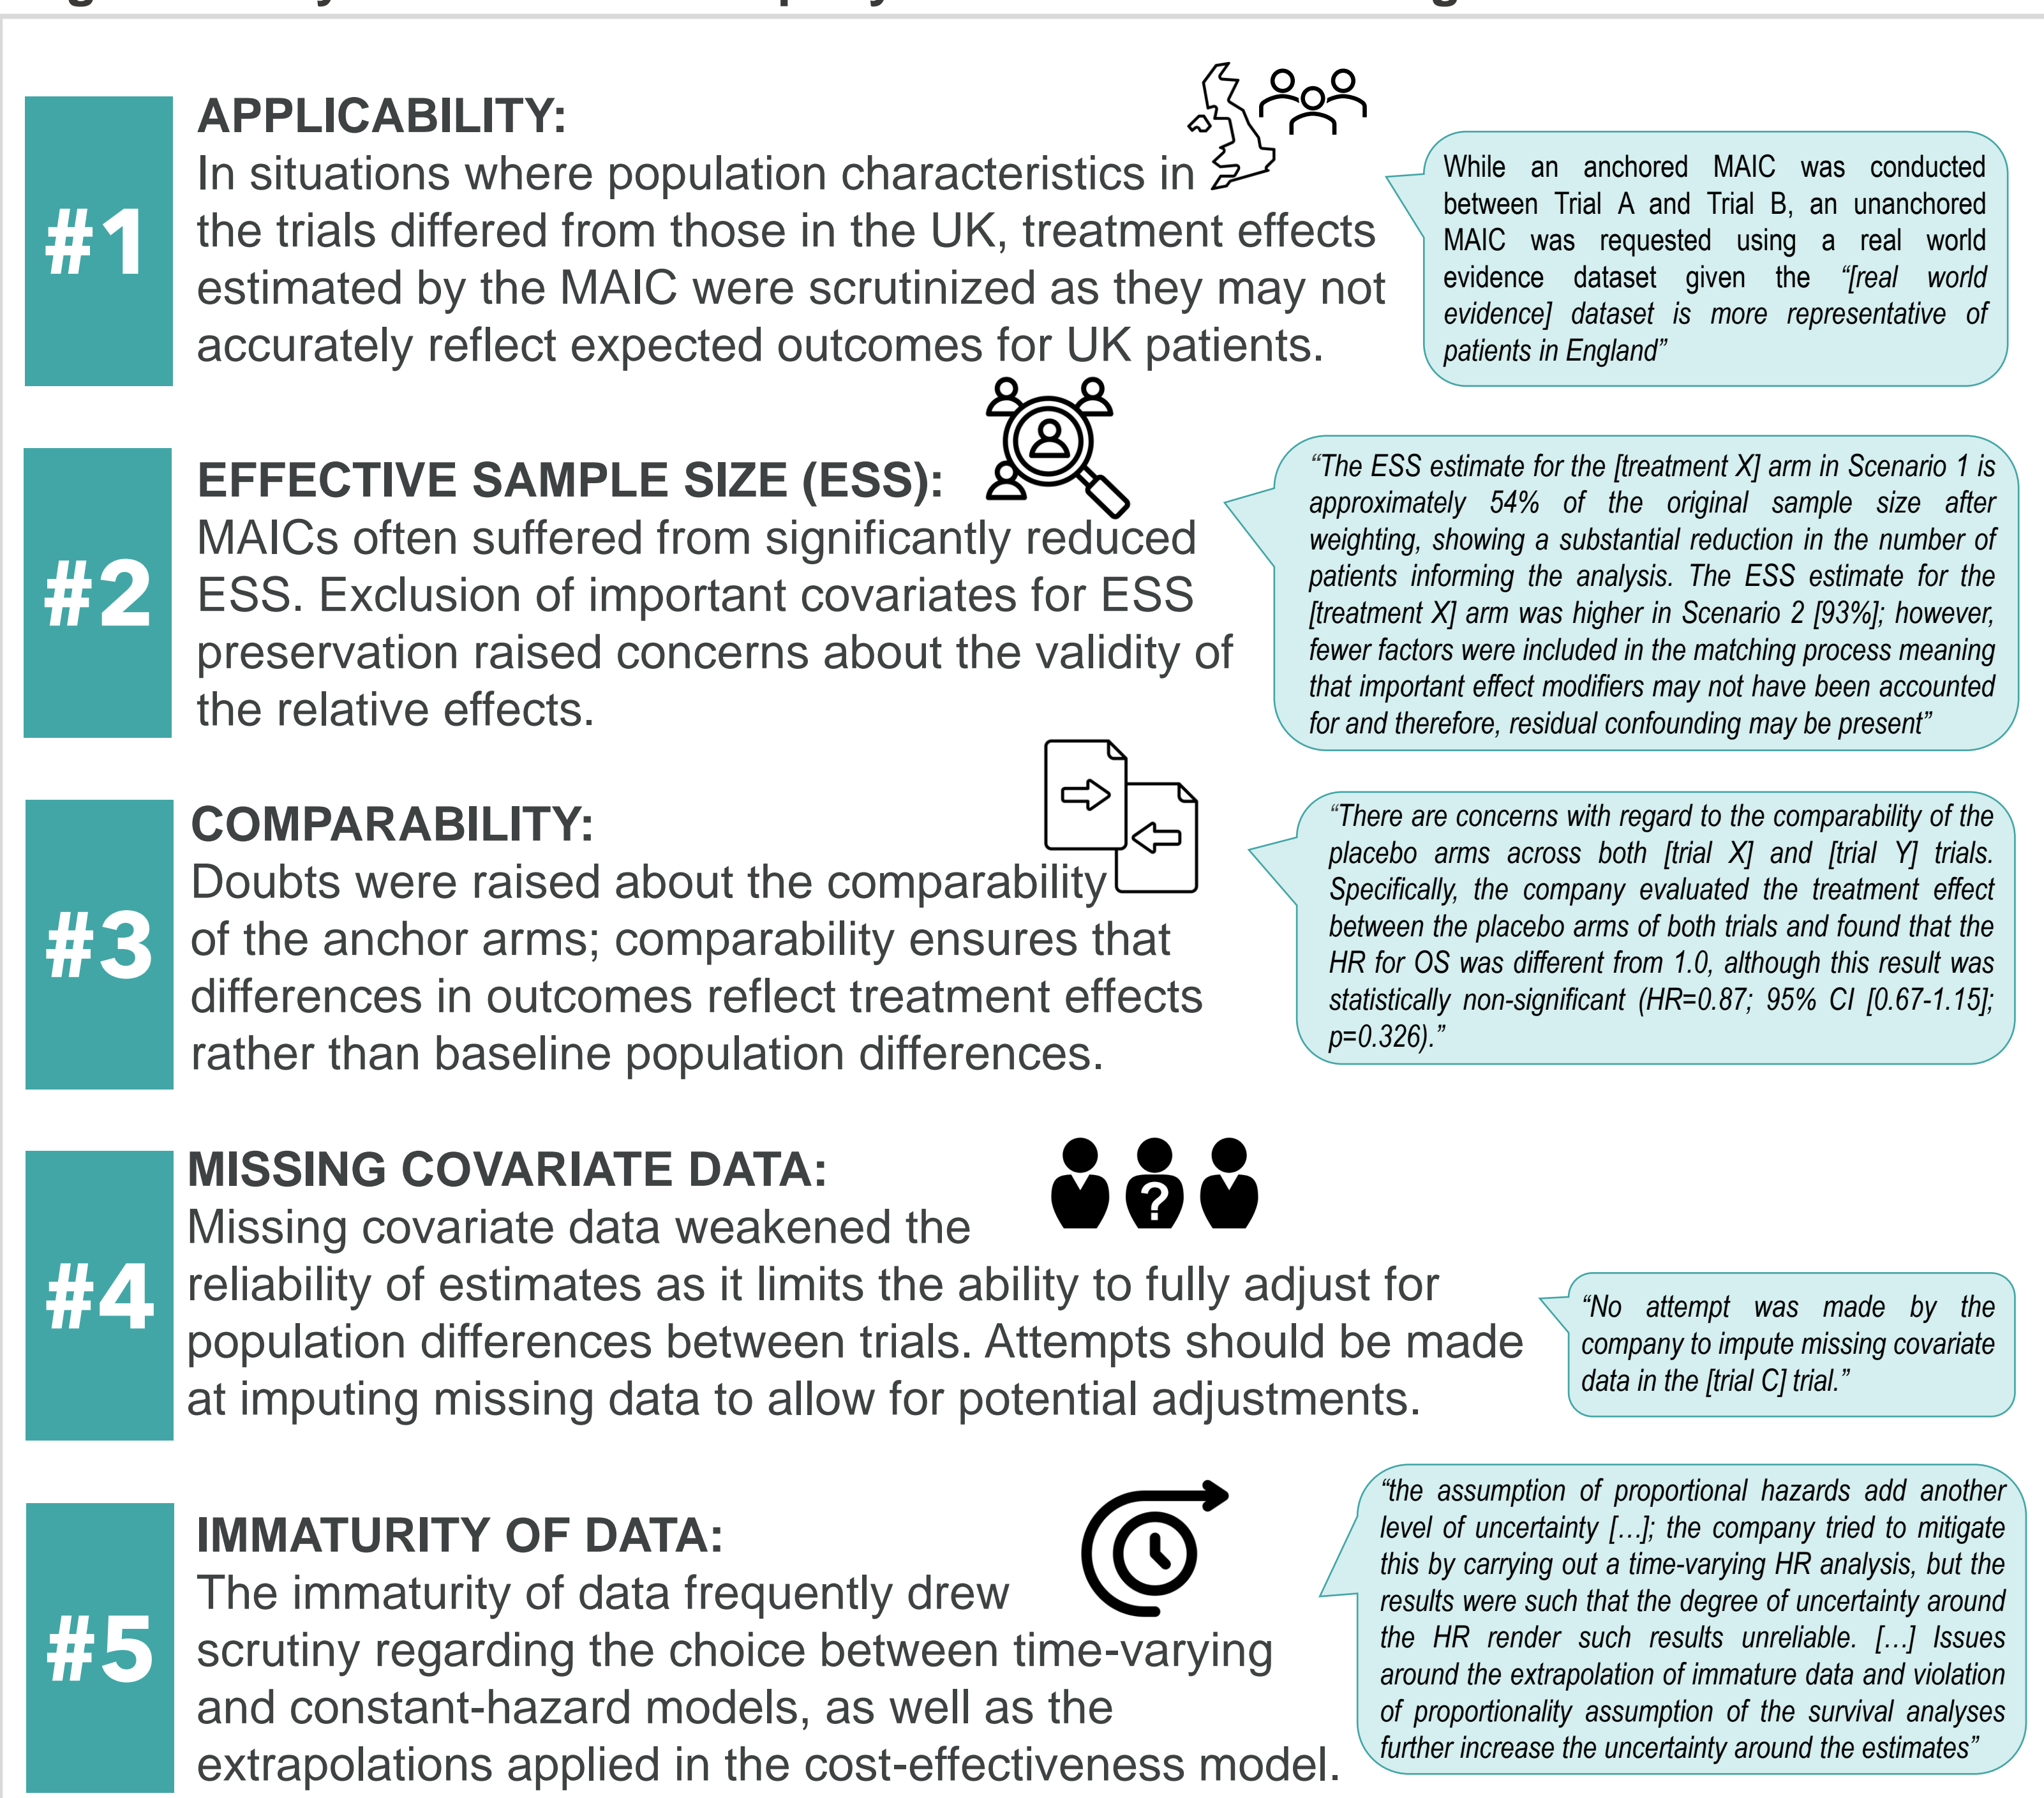 #1
APPLICABILITY:
In situations where population characteristics in
the trials differed from those in the UK, treatment effects
estimated by the MAIC were scrutinized as they may not
accurately reflect expected outcomes for UK patients.
While an anchored MAIC was conducted
between Trial A and Trial B, an unanchored
MAIC was requested using a real world
evidence dataset given the “[real world
evidence] dataset is more representative of
patients in England”
#2
EFFECTIVE SAMPLE SIZE (ESS):
MAICs often suffered from significantly reduced
ESS. Exclusion of important covariates for ESS
preservation raised concerns about the validity of
the relative effects.
“The ESS estimate for the [treatment X] arm in Scenario 1 is
approximately 54% of the original sample size after
weighting, showing a substantial reduction in the number of
patients informing the analysis. The ESS estimate for the
[treatment X] arm was higher in Scenario 2 [93%]; however,
fewer factors were included in the matching process meaning
that important effect modifiers may not have been accounted
for and therefore, residual confounding may be present”
#3
COMPARABILITY:
Doubts were raised about the comparability
of the anchor arms; comparability ensures that
differences in outcomes reflect treatment effects
rather than baseline population differences.
“There are concerns with regard to the comparability of the
placebo arms across both [trial X] and [trial Y] trials.
Specifically, the company evaluated the treatment effect
between the placebo arms of both trials and found that the
HR for OS was different from 1.0, although this result was
statistically non-significant (HR=0.87; 95% CI [0.67-1.15];
p=0.326).”
#4
MISSING COVARIATE DATA:
Missing covariate data weakened the
reliability of estimates as it limits the ability to fully adjust for
population differences between trials. Attempts should be made
at imputing missing data to allow for potential adjustments.
?
“No attempt was made by the
company to impute missing covariate
data in the [trial C] trial.”
#5
IMMATURITY OF DATA:
The immaturity of data frequently drew
scrutiny regarding the choice between time-varying
and constant-hazard models, as well as the
extrapolations applied in the cost-effectiveness model.
“the assumption of proportional hazards add another
level of uncertainty […]; the company tried to mitigate
this by carrying out a time-varying HR analysis, but the
results were such that the degree of uncertainty around
the HR render such results unreliable. […] Issues
around the extrapolation of immature data and violation
of proportionality assumption of the survival analyses
further increase the uncertainty around the estimates”